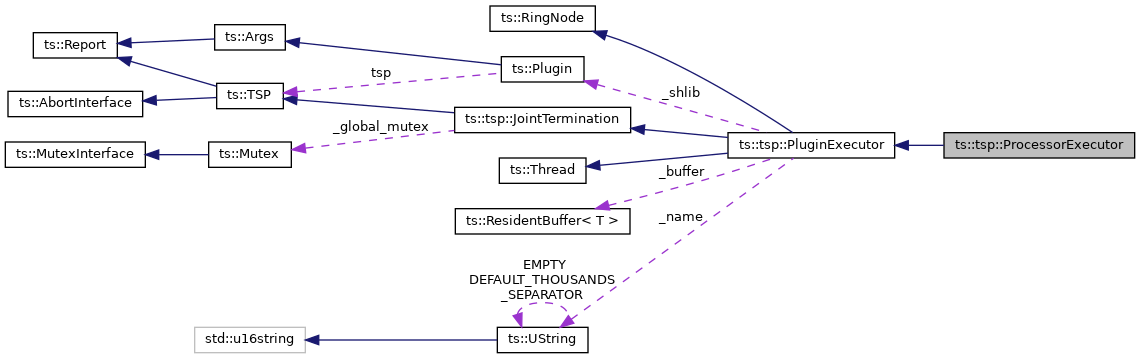 ts::RingNode
ts::Args
ts::Report
ts::Plugin
tsp
ts::TSP
_shlib
ts::AbortInterface
ts::tsp::JointTermination
_global_mutex
ts::tsp::PluginExecutor
ts::tsp::ProcessorExecutor
ts::MutexInterface
ts::Mutex
ts::Thread
_buffer
ts::ResidentBuffer< T >
_name
EMPTY
DEFAULT_THOUSANDS
_SEPARATOR
std::u16string
ts::UString